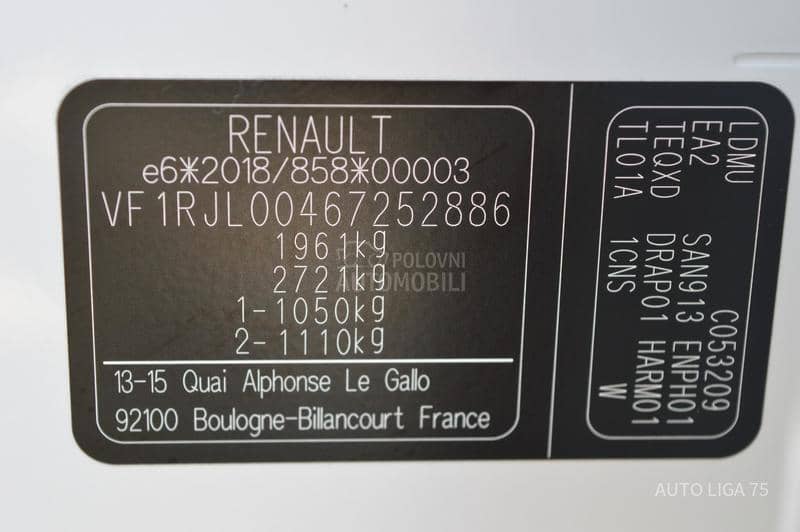 RENAULT
e6*2018/858*00003
VF1RJL00467252886
1961kg
2721kg
1-1050kg
2-1110kg
13-15 Quai Alphonse Le Gallo
92100 Boulogne-Billancourt France
LDMU C053209
EA2 SAN913 ENPH01
TEQXD DRAP01 HARM01
TL01A 1CNS W
POLOVNI
AUTOMOBILI
AUTO LIGA 75